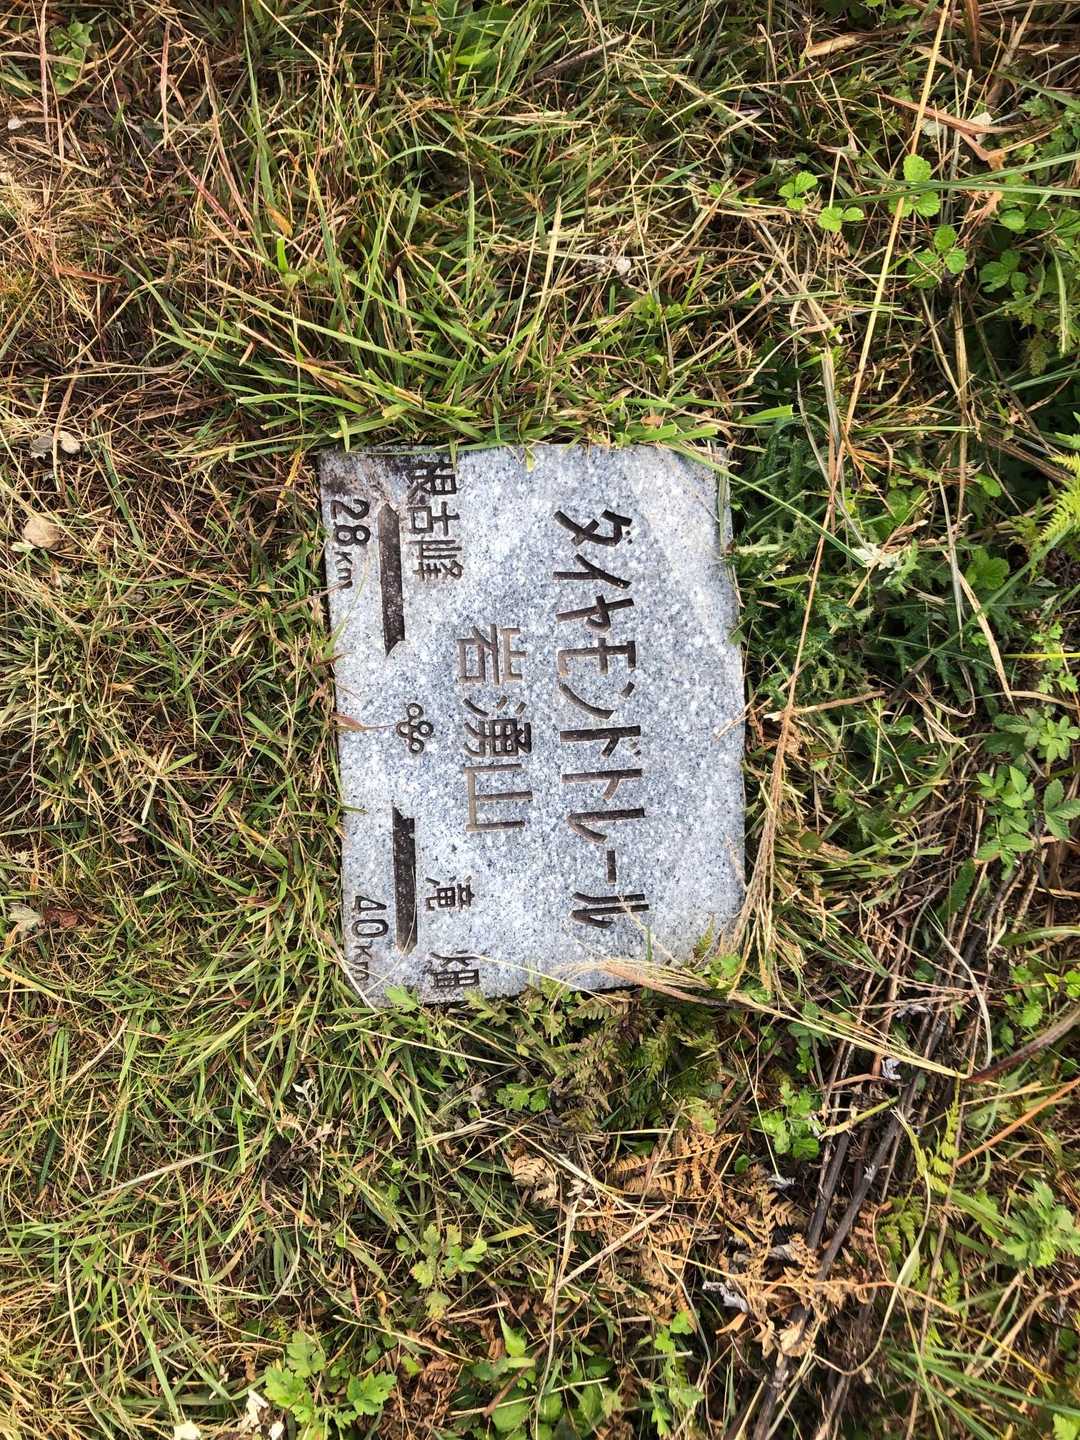 ダイヤモンドトレール
岩湧山
根古峰 滝畑
28km 40km